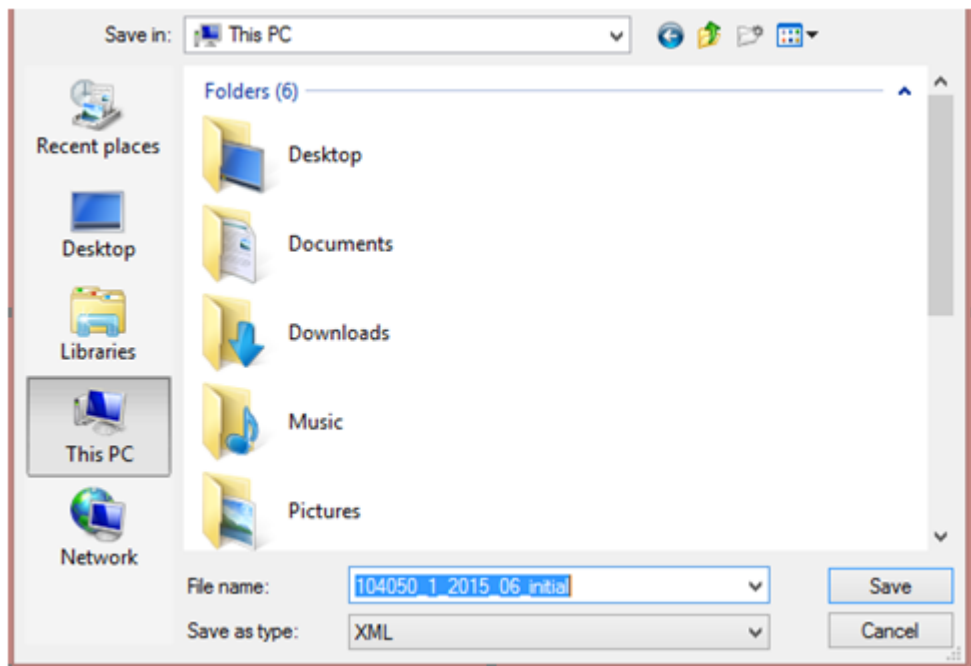 Save in: This PC
Folders (6)
Recent places
Desktop
Desktop
Documents
Libraries
Downloads
This PC
Music
Network
Pictures
File name: 104050_1_2015_06_initial
Save
Save as type: XML
Cancel